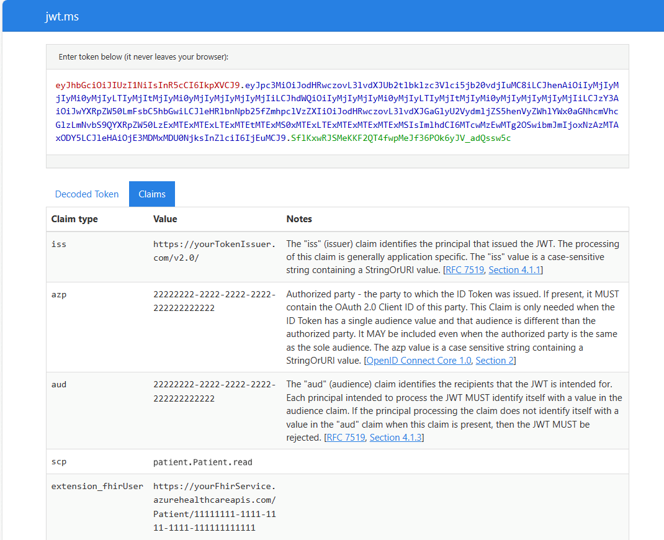 jwt.ms
Enter token below (it never leaves your browser):
eyJhbGciOiJIUzI1NiIsInR5cCI6IkpXVCJ9.eyJpc3MiOiJodHRwczovL3lvdXJUb2tlbklzc3Vlci5jb20vdjIuMC8iLCJhenAiOiIyMjIyMj
IyMi0yMjIyLTIyMjItMjIyMi0yMjIyMjIyMjIyMjIiLCJhdWQiOiIyMjIyMjIyMi0yMjIyLTIyMjItMjIyMi0yMjIyMjIyMjIyMjIiLCJzY3A
iOiJwYXRpZW50LlBhdGllbnQucmVhZCIsImV4dGVuc2lvbl9maGlyVXNlciI6Imh0dHBzOi8veW91ckZoaXJTZXJ2aWNlLmF6dXJlaGVhbHRoY2FyZWFwaXMuY29tL1BhdGllbnQv
Decoded Token
Claims
Claim type Value Notes
iss https://yourTokenIssuer. The "iss" (issuer) claim identifies the principal that issued the JWT. The processing
com/v2.0/ of this claim is generally application specific. The "iss" value is a case-sensitive
string containing a StringOrURI value. [RFC 7519, Section 4.1.1]
azp 22222222-2222-2222-2222- Authorized party - the party to which the ID Token was issued. If present, it MUST
222222222222 contain the OAuth 2.0 Client ID of this party. This Claim is only needed when the
ID Token has a single audience value and that audience is different than the
authorized party. It MAY be included even when the authorized party is the same
as the sole audience. The azp value is a case sensitive string containing a
StringOrURI value. [OpenID Connect Core 1.0, Section 2]
aud 22222222-2222-2222-2222- The "aud" (audience) claim identifies the recipients that the JWT is intended for.
222222222222 Each principal intended to process the JWT MUST identify itself with a value in the
audience claim. If the principal processing the claim does not identify itself with a
value in the "aud" claim when this claim is present, then the JWT MUST be
rejected. [RFC 7519, Section 4.1.3]
scp patient.Patient.read
extension_fhirUser https://yourFhirService.
azurehealthcareapis.com/
Patient/11111111-1111-11
11-1111-111111111111